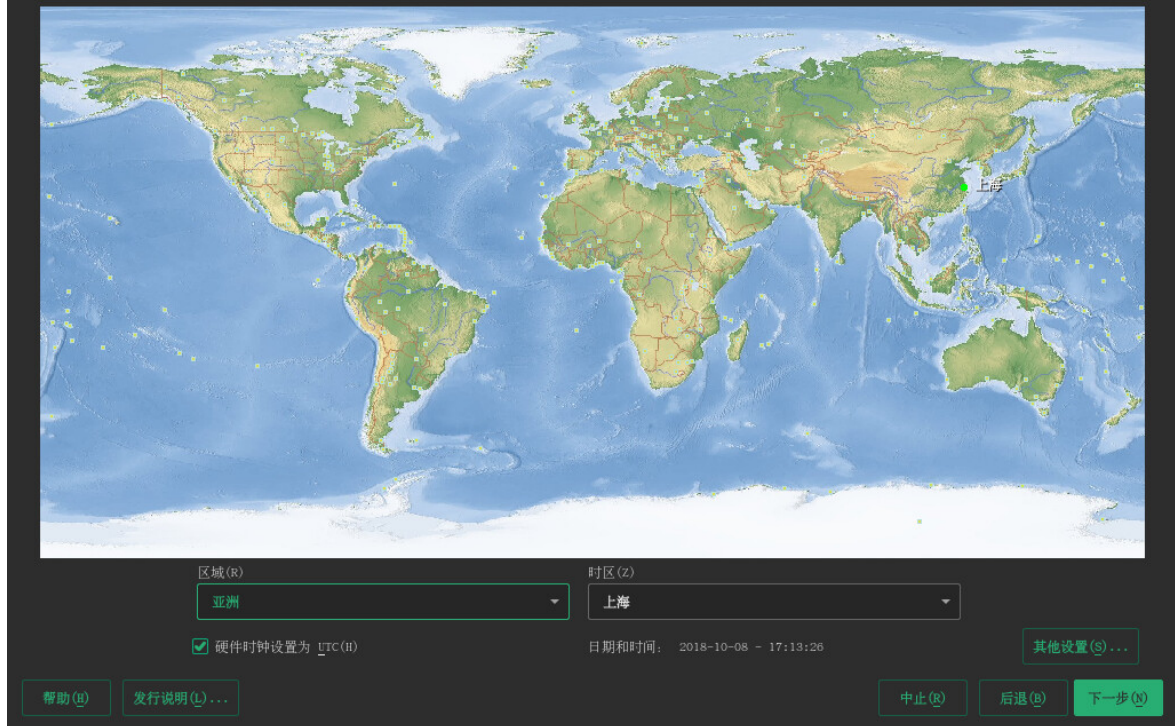 上海
区域(R)
时区(Z)
亚洲
上海
硬件时钟设置为 UTC(H)
日期和时间： 2018-10-08 - 17:13:26
其他设置(S)...
帮助(H)
发行说明(L)...
中止(R)
后退(B)
下一步(N)